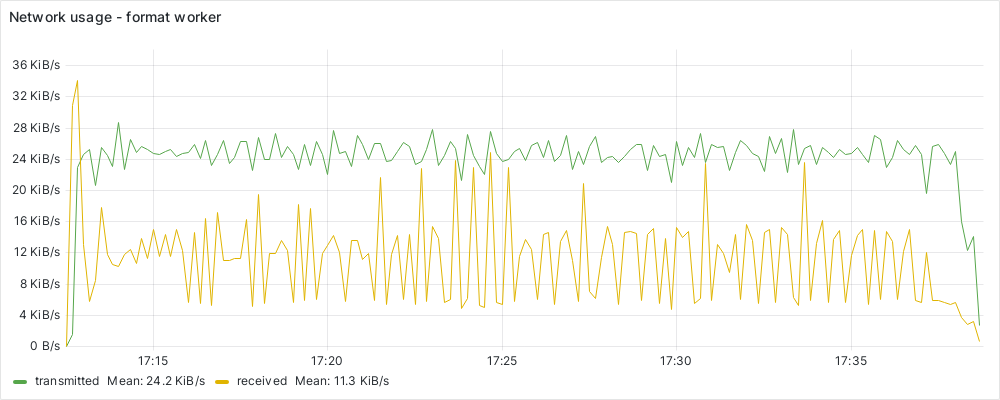 Network usage - format worker
36 KiB/s
32 KiB/s
28 KiB/s
24 KiB/s
20 KiB/s
16 KiB/s
12 KiB/s
8 KiB/s
4 KiB/s
0 B/s
17:15 17:20 17:25 17:30 17:35
transmitted Mean: 24.2 KiB/s received Mean: 11.3 KiB/s